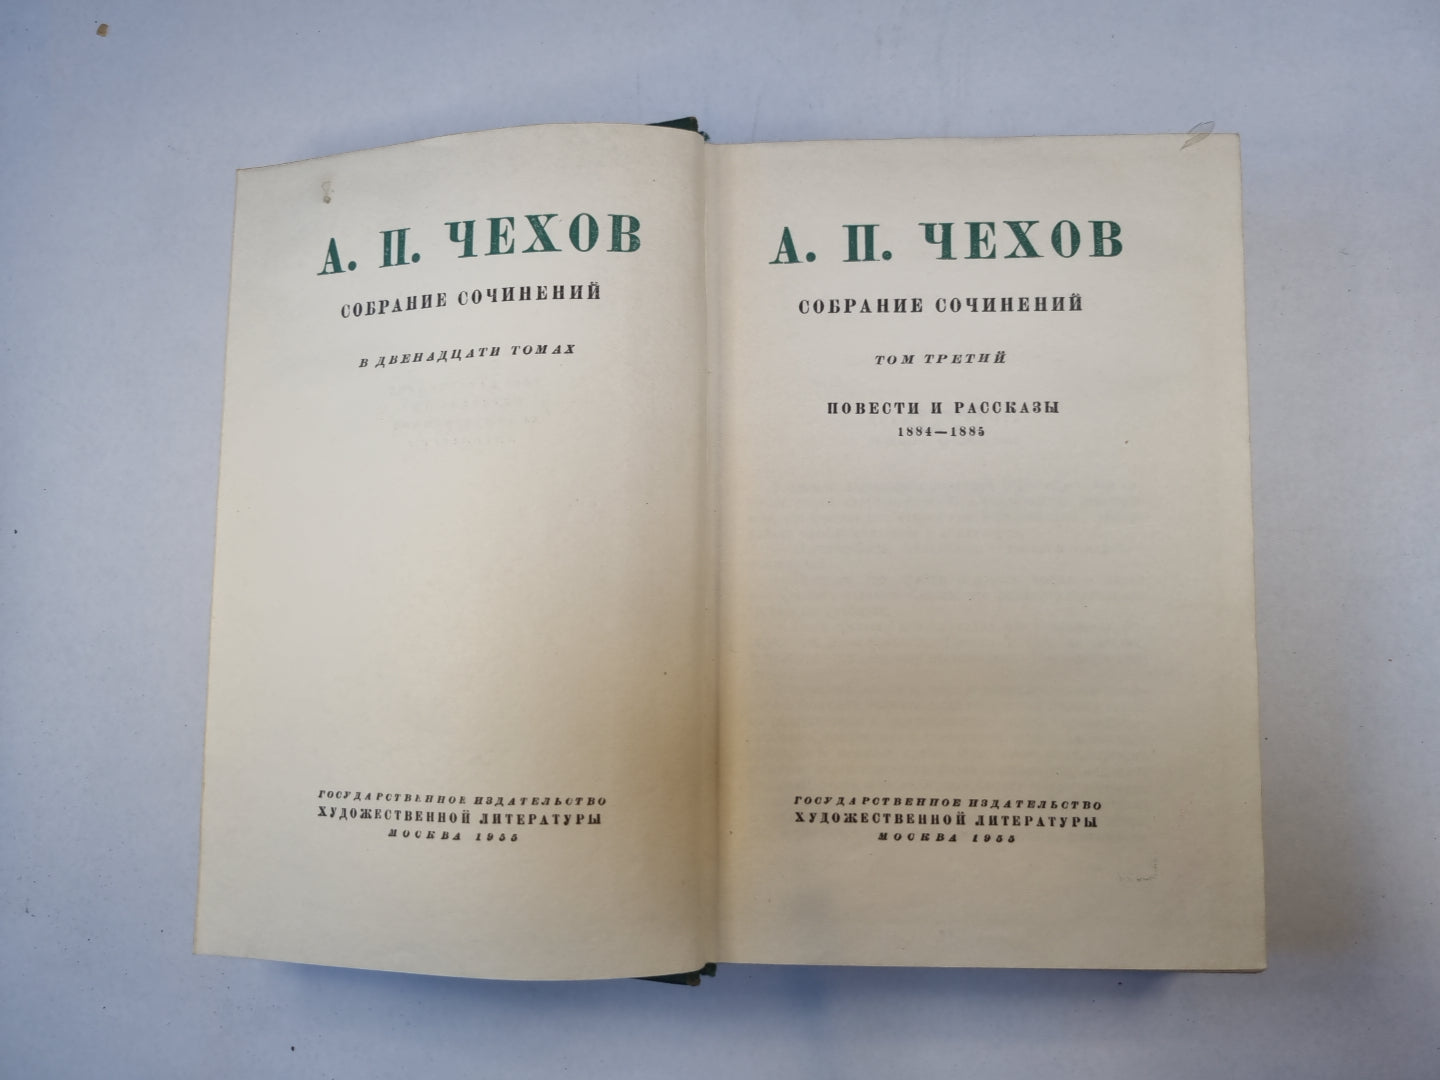 А. П. ЧЕХОВ
СОБРАНИЕ СОЧИНЕНИЙ
В ДВЕНАДЦАТИ ТОМАХ
ГОСУДАРСТВЕННОЕ ИЗДАТЕЛЬСТВО
ХУДОЖЕСТВЕННОЙ ЛИТЕРАТУРЫ
МОСКВА 1955
А. П. ЧЕХОВ
СОБРАНИЕ СОЧИНЕНИЙ
ТОМ ТРЕТИЙ
ПОВЕСТИ И РАССКАЗЫ
1884—1885
ГОСУДАРСТВЕННОЕ ИЗДАТЕЛЬСТВО
ХУДОЖЕСТВЕННОЙ ЛИТЕРАТУРЫ
МОСКВА 1955